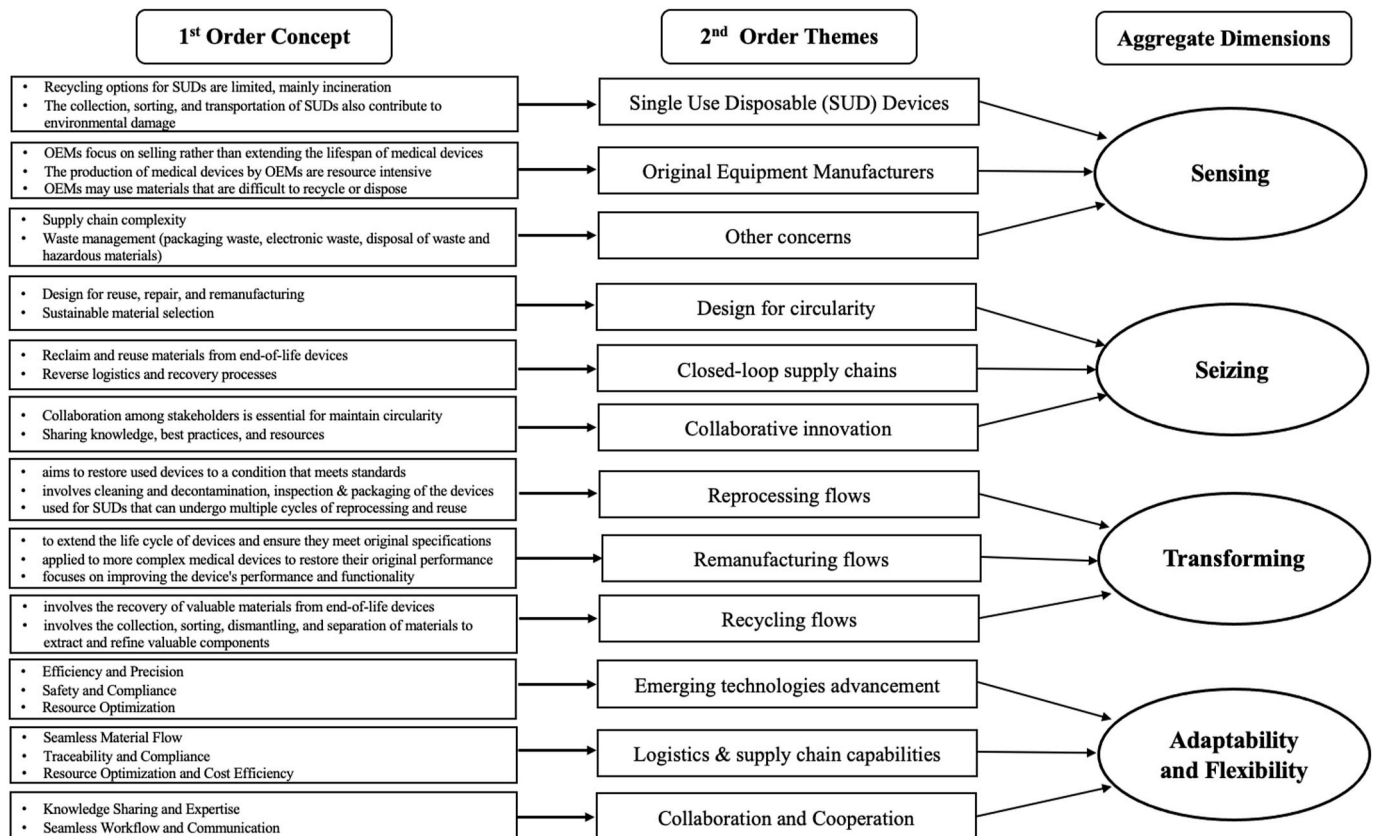 1st Order Concept
2nd Order Themes
Aggregate Dimensions
• Recycling options for SUDs are limited, mainly incineration
• The collection, sorting, and transportation of SUDs also contribute to
environmental damage
Single Use Disposable (SUD) Devices
• OEMs focus on selling rather than extending the lifespan of medical devices
• The production of medical devices by OEMs are resource intensive
• OEMs may use materials that are difficult to recycle or dispose
Original Equipment Manufacturers
Sensing
• Supply chain complexity
• Waste management (packaging waste, electronic waste, disposal of waste and
hazardous materials)
Other concerns
• Design for reuse, repair, and remanufacturing
• Sustainable material selection
Design for circularity
• Reclaim and reuse materials from end-of-life devices
• Reverse logistics and recovery processes
Closed-loop supply chains
Seizing
• Collaboration among stakeholders is essential for maintain circularity
• Sharing knowledge, best practices, and resources
Collaborative innovation
• aims to restore used devices to a condition that meets standards
• involves cleaning and decontamination, inspection & packaging of the devices
• used for SUDs that can undergo multiple cycles of reprocessing and reuse
Reprocessing flows
• to extend the life cycle of devices and ensure they meet original specifications
• applied to more complex medical devices to restore their original performance
• focuses on improving the device's performance and functionality
Remanufacturing flows
Transforming
• involves the recovery of valuable materials from end-of-life devices
• involves the collection, sorting, dismantling, and separation of materials to
extract and refine valuable components
Recycling flows
• Efficiency and Precision
• Safety and Compliance
• Resource Optimization
Emerging technologies advancement
• Seamless Material Flow
• Traceability and Compliance
• Resource Optimization and Cost Efficiency
Logistics & supply chain capabilities
Adaptability
and Flexibility
• Knowledge Sharing and Expertise
• Seamless Workflow and Communication
Collaboration and Cooperation